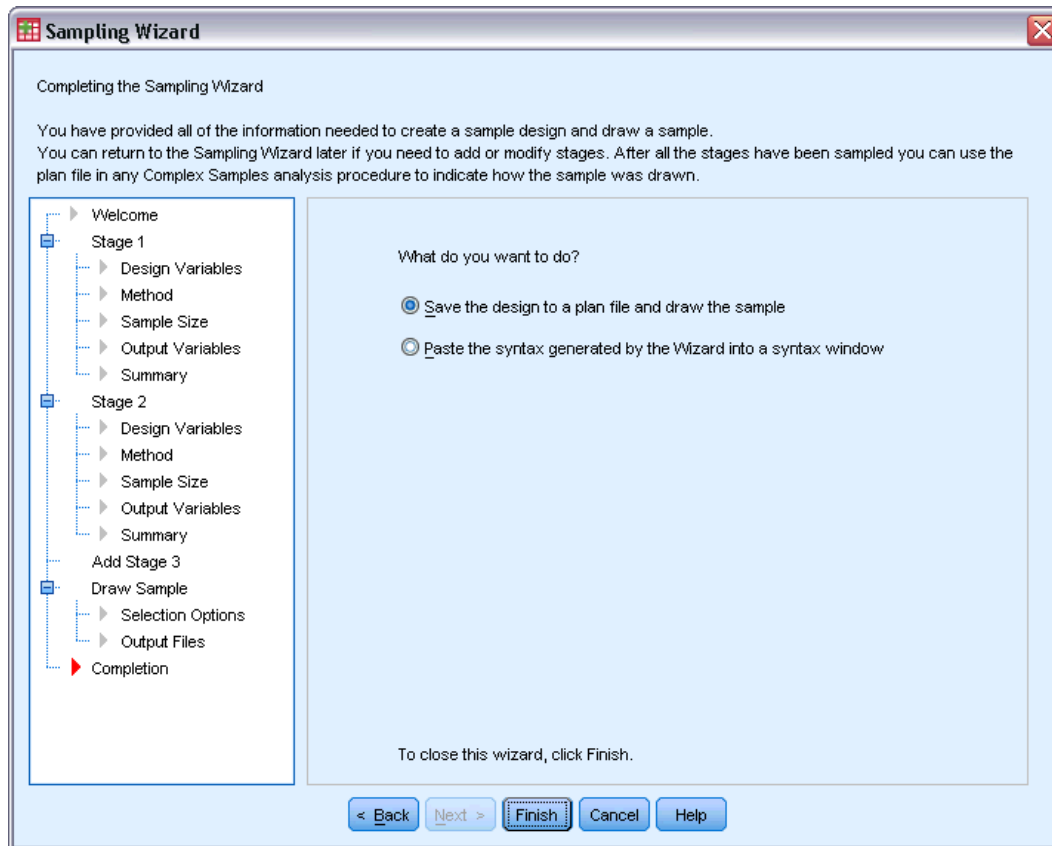 Sampling Wizard
Completing the Sampling Wizard
You have provided all of the information needed to create a sample design and draw a sample.
You can return to the Sampling Wizard later if you need to add or modify stages. After all the stages have been sampled you can use the
plan file in any Complex Samples analysis procedure to indicate how the sample was drawn.
Welcome
Stage 1
Design Variables
Method
Sample Size
Output Variables
Summary
Stage 2
Design Variables
Method
Sample Size
Output Variables
Summary
Add Stage 3
Draw Sample
Selection Options
Output Files
Completion
What do you want to do?
Save the design to a plan file and draw the sample
Paste the syntax generated by the Wizard into a syntax window
To close this wizard, click Finish.
< Back
Next >
Finish
Cancel
Help